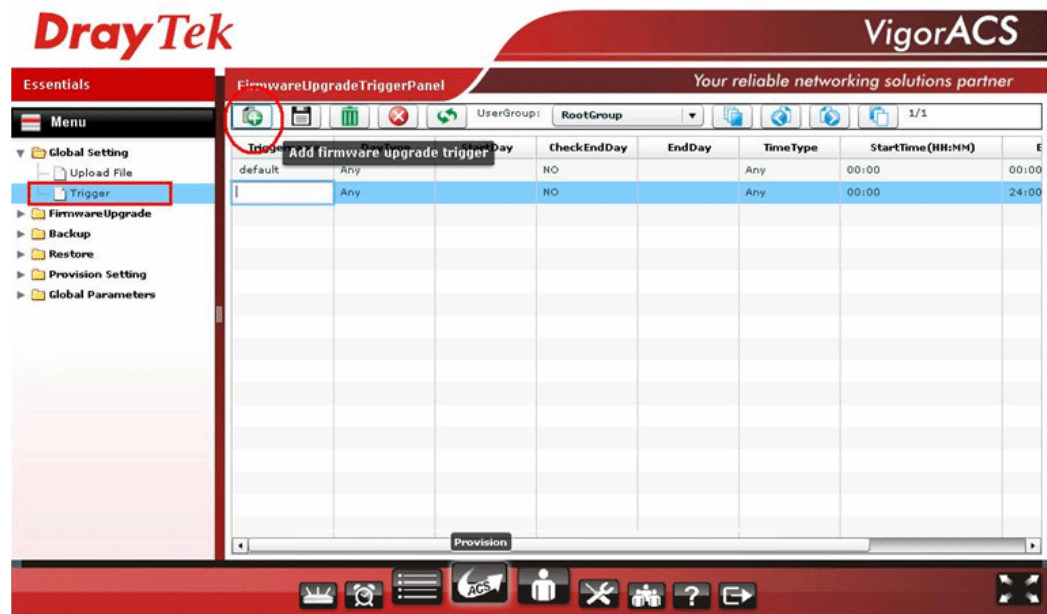 DrayTek
VigorACS
Essentials
FirmwareUpgradeTriggerPanel
Your reliable networking solutions partner
Menu
UserGroup:
RootGroup
1/1
Add firmware upgrade trigger
CheckEndDay
EndDay
TimeType
StartTime(HH:MM)
E
default
Any
NO
Any
00:00
00:00
Any
NO
Any
00:00
24:00
Global Setting
Upload File
Trigger
FirmwareUpgrade
Backup
Restore
Provision Setting
Global Parameters
Provision
ACS
?